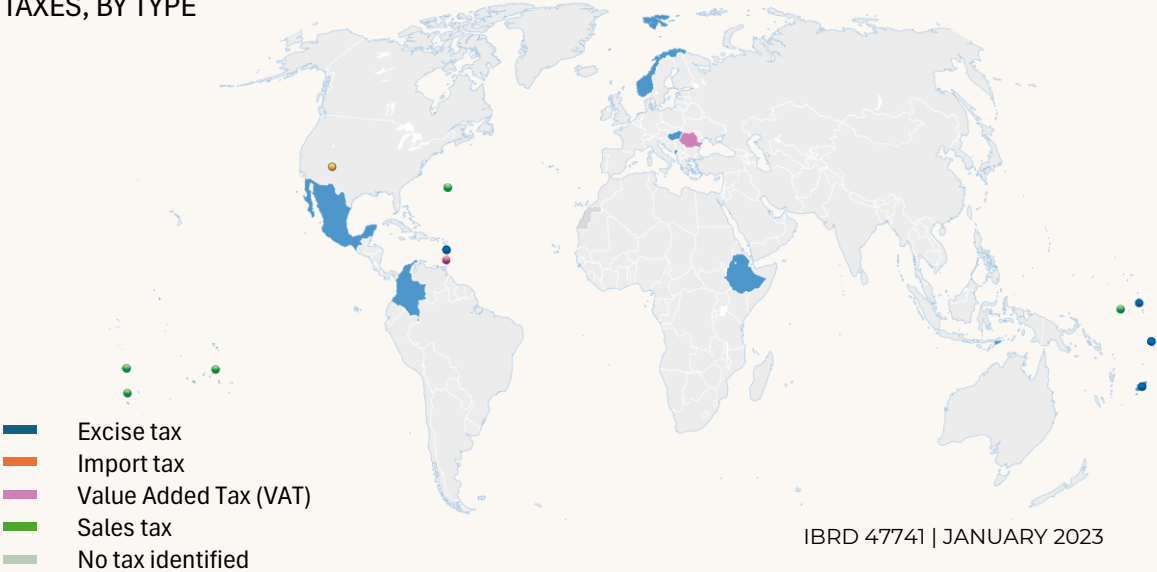 TAXES, BY TYPE
Excise tax
Import tax
Value Added Tax (VAT)
Sales tax
No tax identified
IBRD 47741 | JANUARY 2023